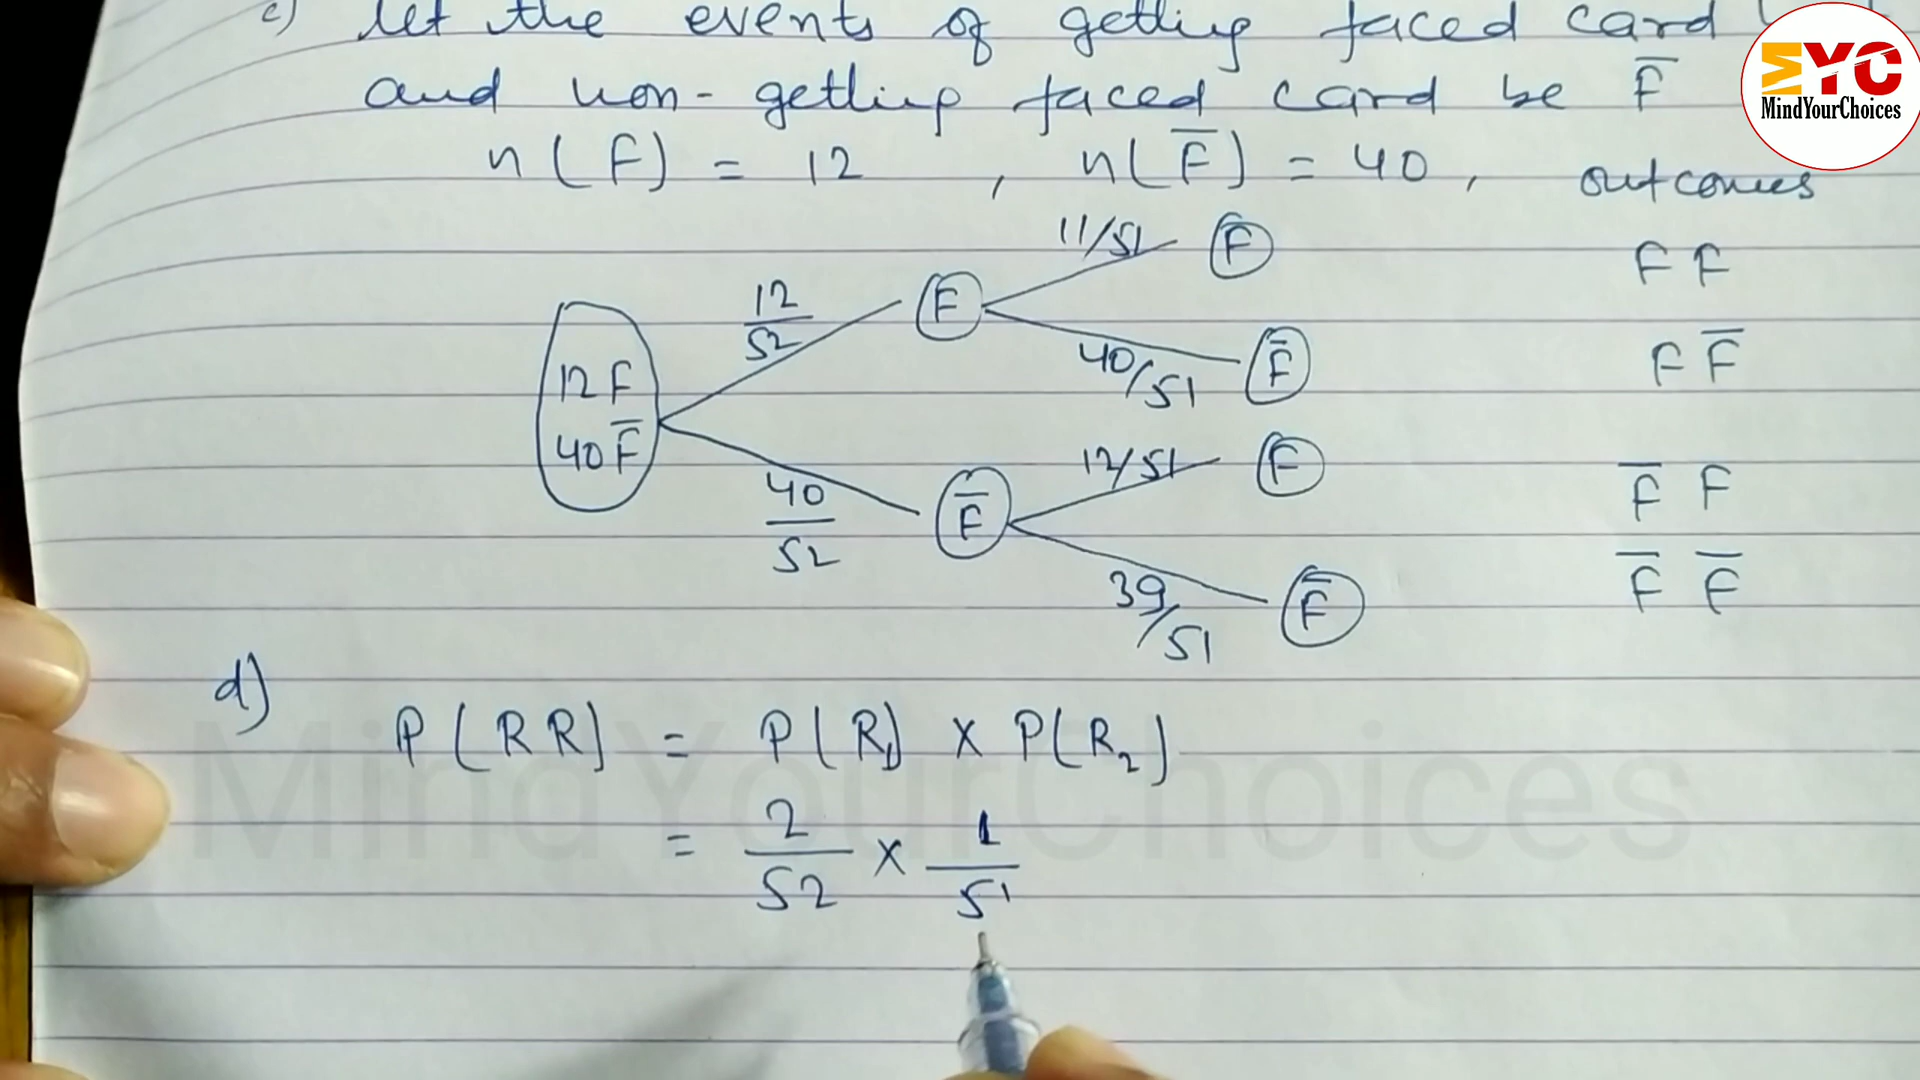 c) let the events of getting faced card
and non-getting faced card be F̅
n(F) = 12 , n(F̅) = 40, outcomes
MYC
MindYourChoices
11/51 F
F F
12/52 F
40/51 F̅
F F̅
12F
40F̅
12/51 F
F̅ F
40/52 F̅
39/51 F̅
F̅ F̅
d)
P(RR) = P(R1) × P(R2)
= 2/52 × 1/51
MindYourChoices